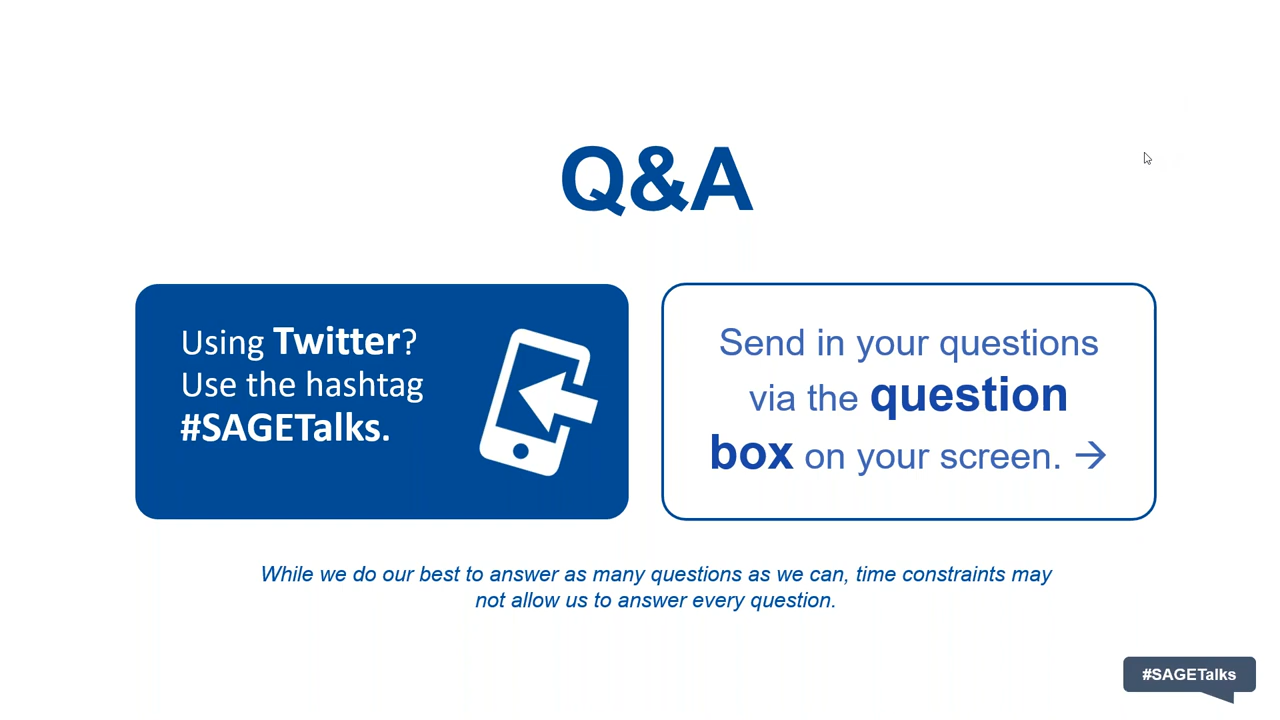 Q&A
Using Twitter?
Use the hashtag
#SAGETalks.
Send in your questions
via the question
box on your screen. →
While we do our best to answer as many questions as we can, time constraints may
not allow us to answer every question.
#SAGETalks